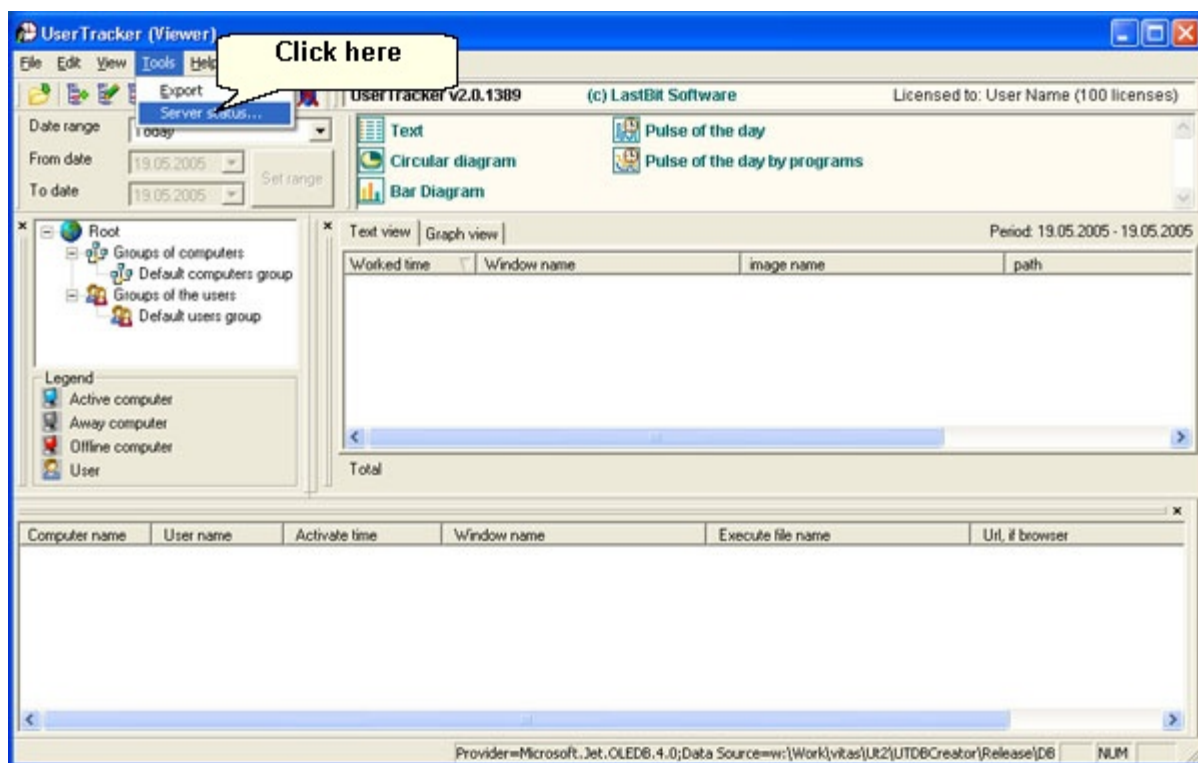 UserTracker (Viewer)
Click here
File Edit View Tools Help
Export
Server status...
UserTracker v2.0.1389 (c) LastBit Software Licensed to: User Name (100 licenses)
Date range Today
From date 19.05.2005
To date 19.05.2005
Set range
Text
Circular diagram
Bar Diagram
Pulse of the day
Pulse of the day by programs
Root
Groups of computers
Default computers group
Groups of the users
Default users group
Legend
Active computer
Away computer
Offline computer
User
Text view Graph view Period: 19.05.2005 - 19.05.2005
Worked time Window name image name path
Total
Computer name User name Activate time Window name Execute file name Url, if browser
Provider=Microsoft.Jet.OLEDB.4.0;Data Source=w:\Work\vitas\Ut2\UTDBCreator\Release\DB NUM